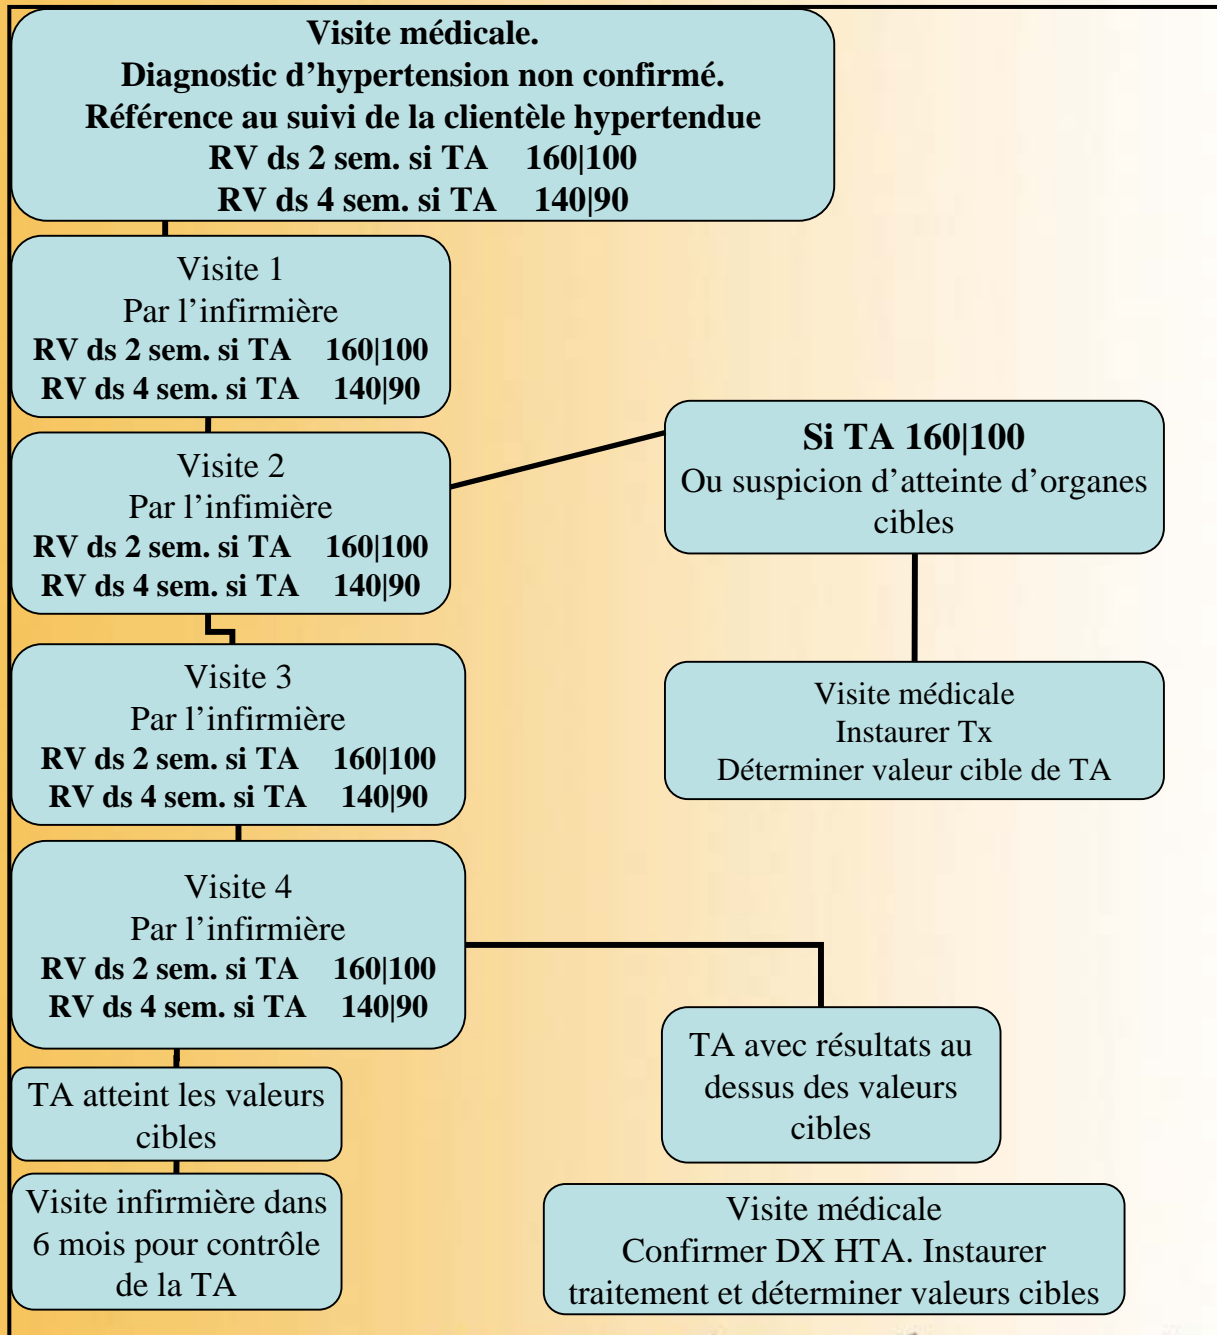 Visite médicale.
Diagnostic d’hypertension non confirmé.
Référence au suivi de la clientèle hypertendue
RV ds 2 sem. si TA 160|100
RV ds 4 sem. si TA 140|90
Visite 1
Par l’infirmière
RV ds 2 sem. si TA 160|100
RV ds 4 sem. si TA 140|90
Visite 2
Par l’infimière
RV ds 2 sem. si TA 160|100
RV ds 4 sem. si TA 140|90
Si TA 160|100
Ou suspicion d’atteinte d’organes
cibles
Visite 3
Par l’infirmière
RV ds 2 sem. si TA 160|100
RV ds 4 sem. si TA 140|90
Visite médicale
Instaurer Tx
Déterminer valeur cible de TA
Visite 4
Par l’infirmière
RV ds 2 sem. si TA 160|100
RV ds 4 sem. si TA 140|90
TA avec résultats au
dessus des valeurs
cibles
TA atteint les valeurs
cibles
Visite infirmière dans
6 mois pour contrôle
de la TA
Visite médicale
Confirmer DX HTA. Instaurer
traitement et déterminer valeurs cibles